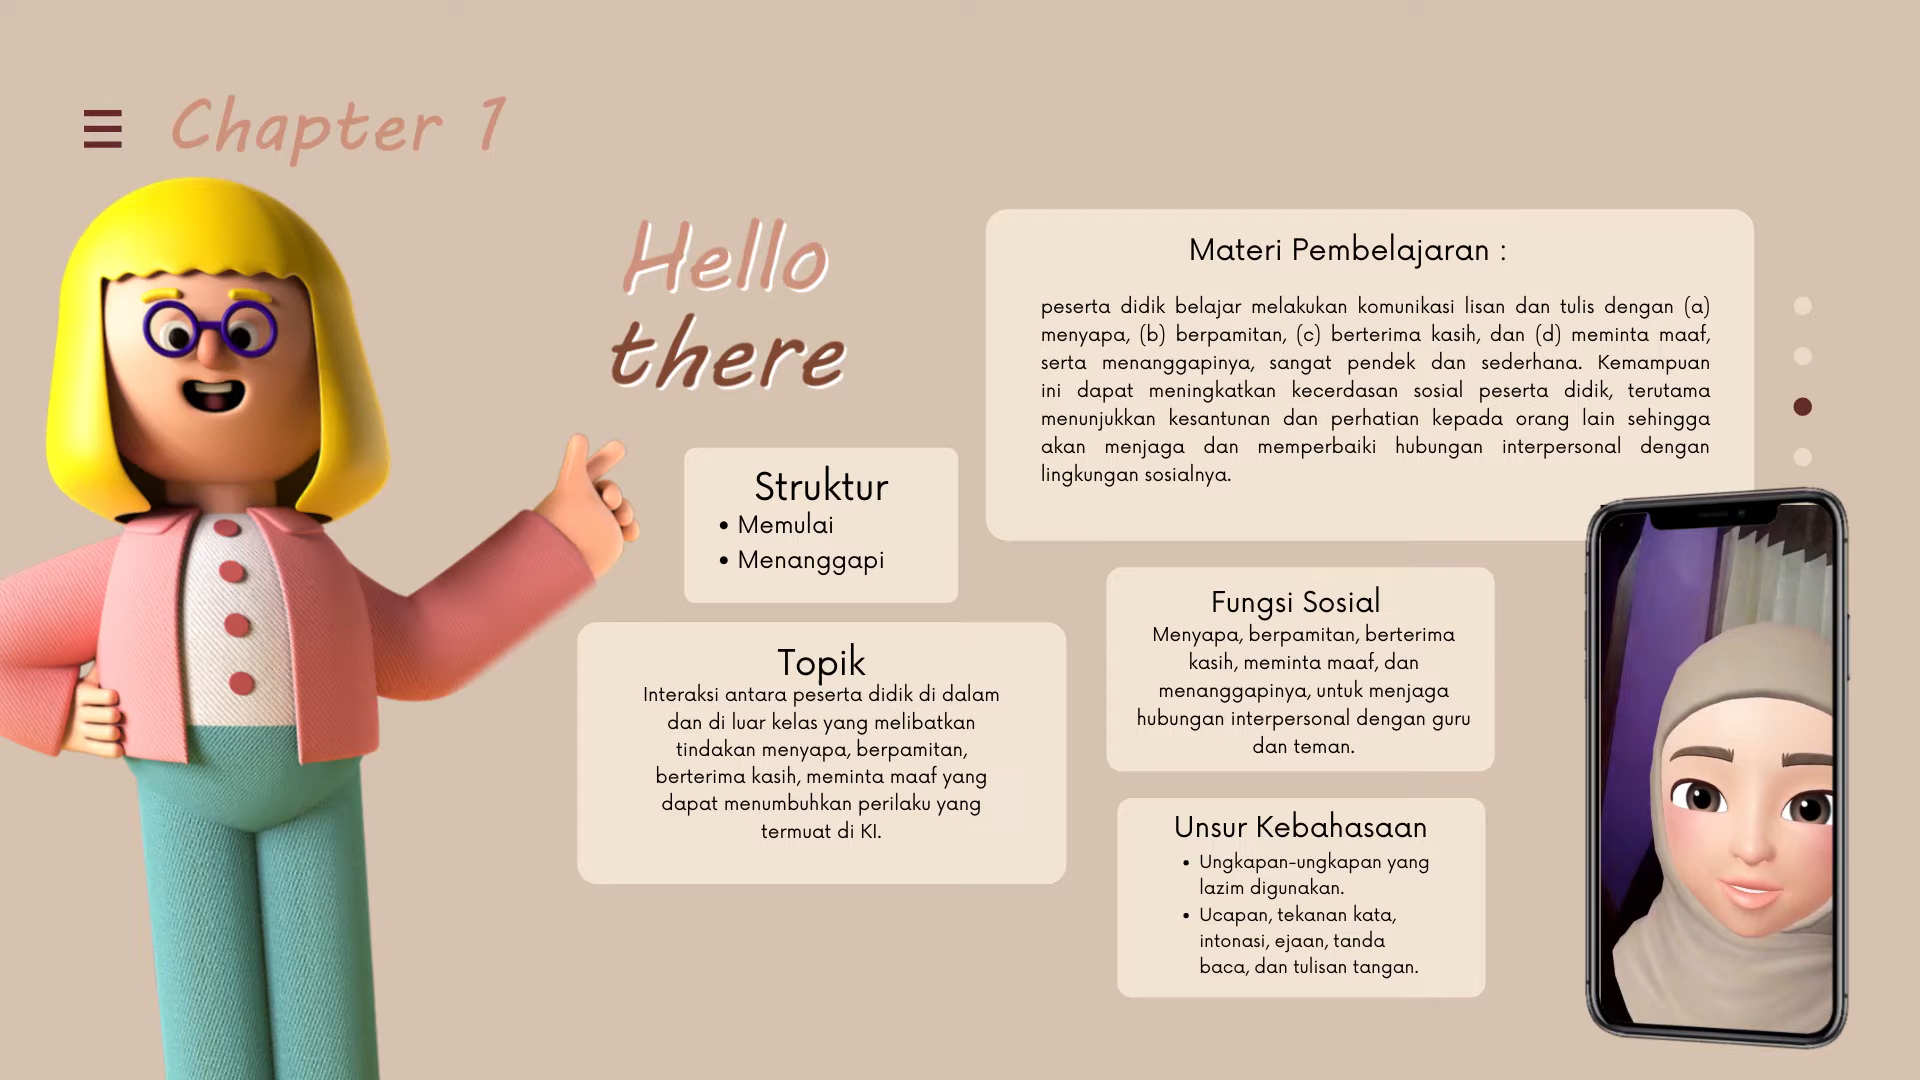 Chapter 1
Hello
there
Materi Pembelajaran :
peserta didik belajar melakukan komunikasi lisan dan tulis dengan (a)
menyapa, (b) berpamitan, (c) berterima kasih, dan (d) meminta maaf,
serta menanggapinya, sangat pendek dan sederhana. Kemampuan
ini dapat meningkatkan kecerdasan sosial peserta didik, terutama
menunjukkan kesantunan dan perhatian kepada orang lain sehingga
akan menjaga dan memperbaiki hubungan interpersonal dengan
lingkungan sosialnya.
Struktur
• Memulai
• Menanggapi
Topik
Interaksi antara peserta didik di dalam
dan di luar kelas yang melibatkan
tindakan menyapa, berpamitan,
berterima kasih, meminta maaf yang
dapat menumbuhkan perilaku yang
termuat di KI.
Fungsi Sosial
Menyapa, berpamitan, berterima
kasih, meminta maaf, dan
menanggapinya, untuk menjaga
hubungan interpersonal dengan guru
dan teman.
Unsur Kebahasaan
• Ungkapan-ungkapan yang
lazim digunakan.
• Ucapan, tekanan kata,
intonasi, ejaan, tanda
baca, dan tulisan tangan.